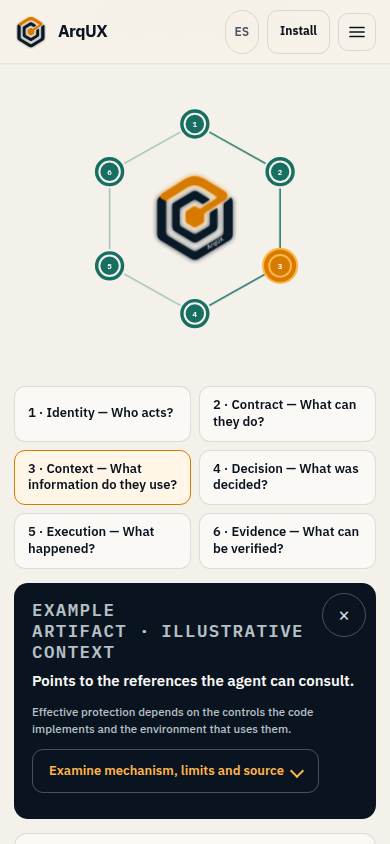 ArqUX
ES
Install
1
2
3
4
5
6
ArqUX
1 · Identity — Who acts?
2 · Contract — What can
they do?
3 · Context — What
information do they use?
4 · Decision — What was
decided?
5 · Execution — What
happened?
6 · Evidence — What can
be verified?
EXAMPLE
ARTIFACT · ILLUSTRATIVE
CONTEXT
×
Points to the references the agent can consult.
Effective protection depends on the controls the code
implements and the environment that uses them.
Examine mechanism, limits and source